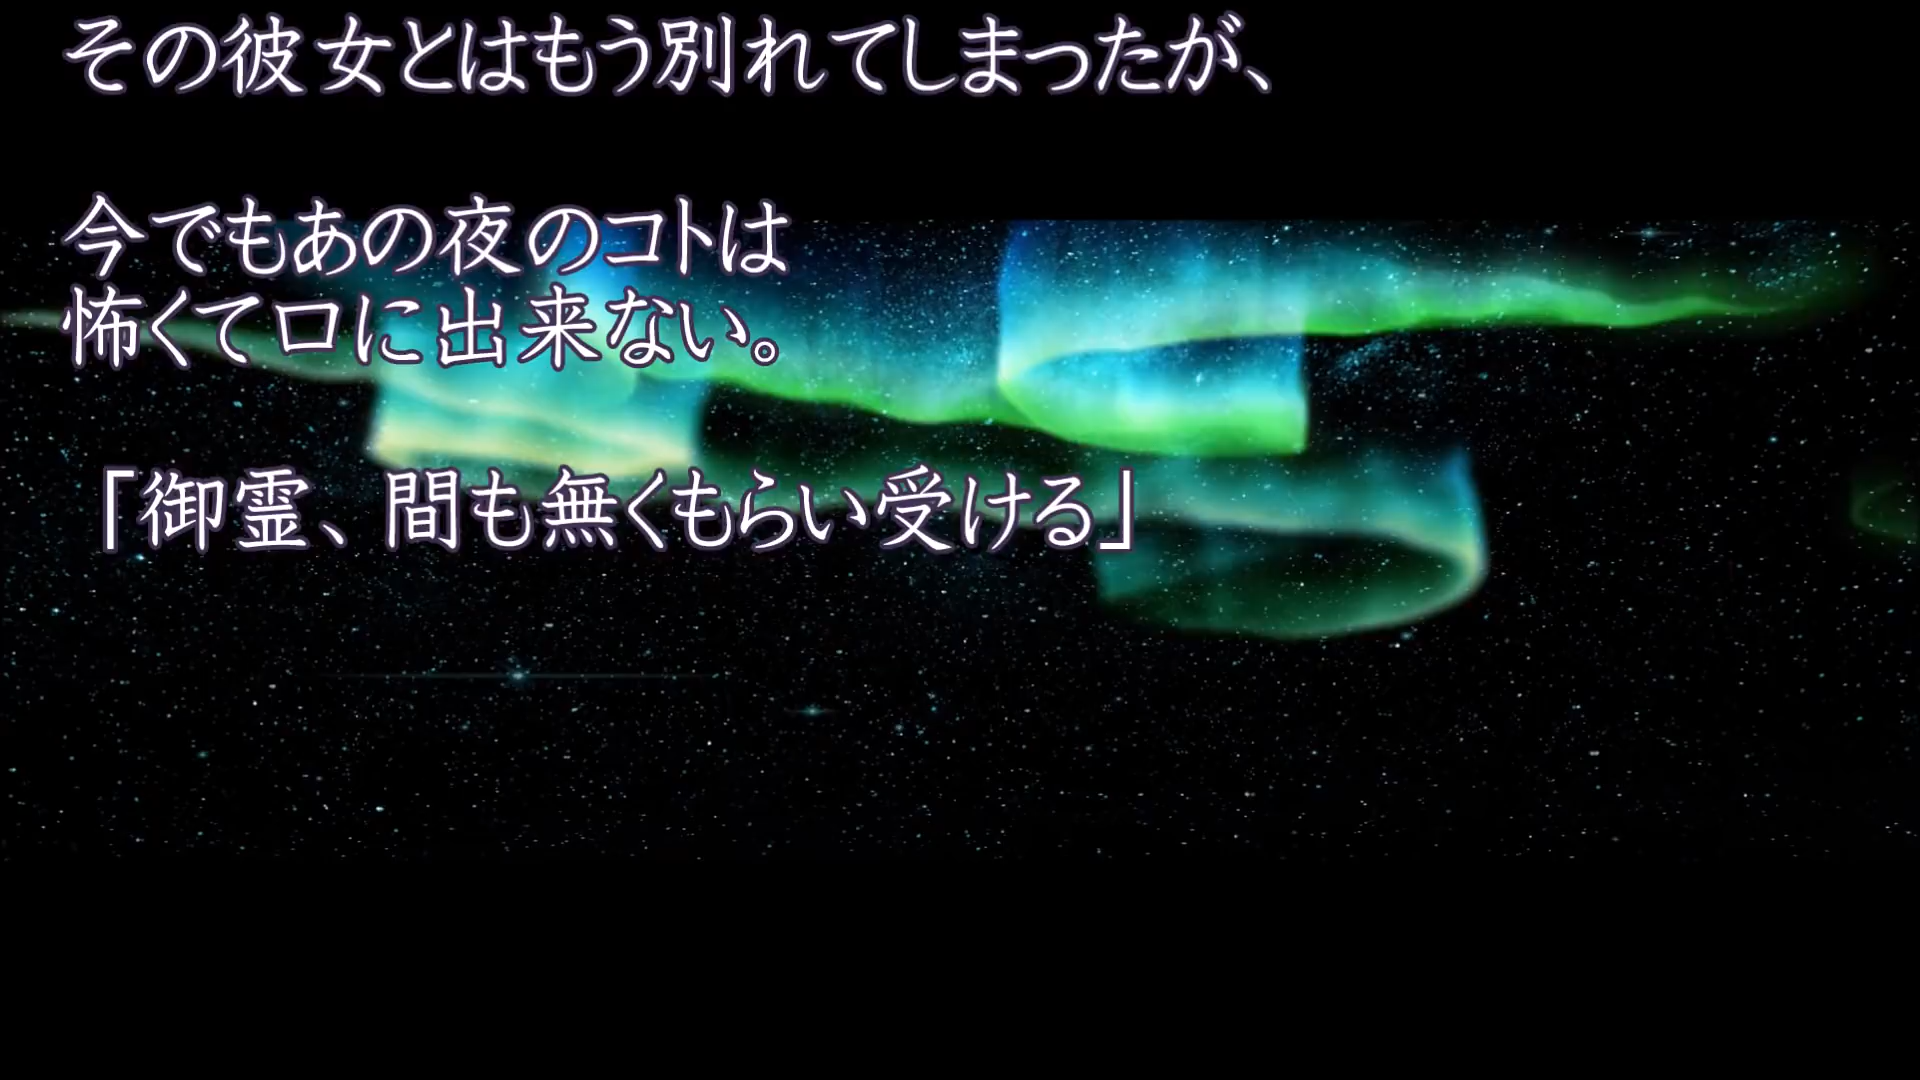 その彼女とはもう別れてしまったが、
今でもあの夜のコトは
怖くて口に出来ない。
「御霊、間も無くもらい受ける」